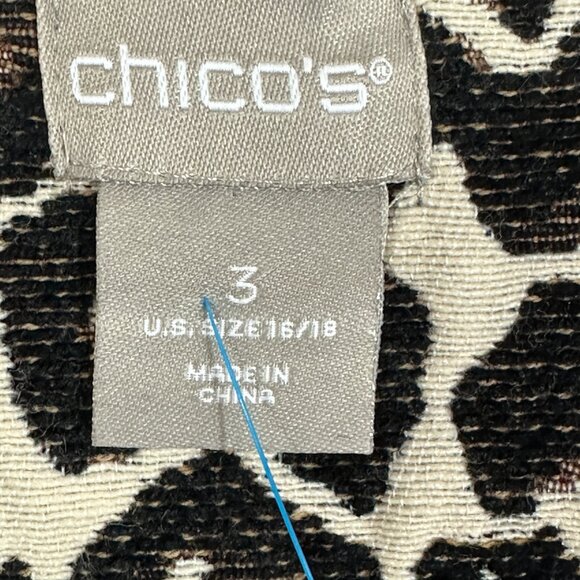 chico's®
3
U.S. SIZE 16/18
MADE IN
CHINA